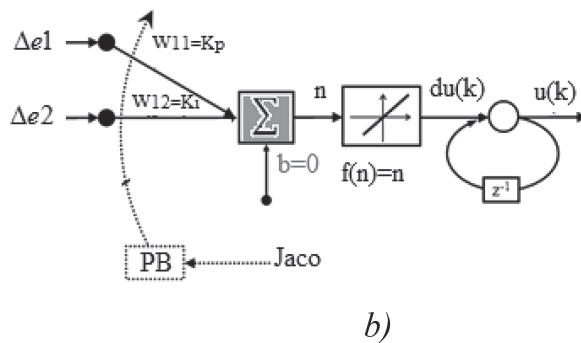 Δe1
W11=Kp
Δe2
W12=Ki
Σ
n
du(k)
u(k)
b=0
f(n)=n
z⁻¹
PB
Jaco
b)